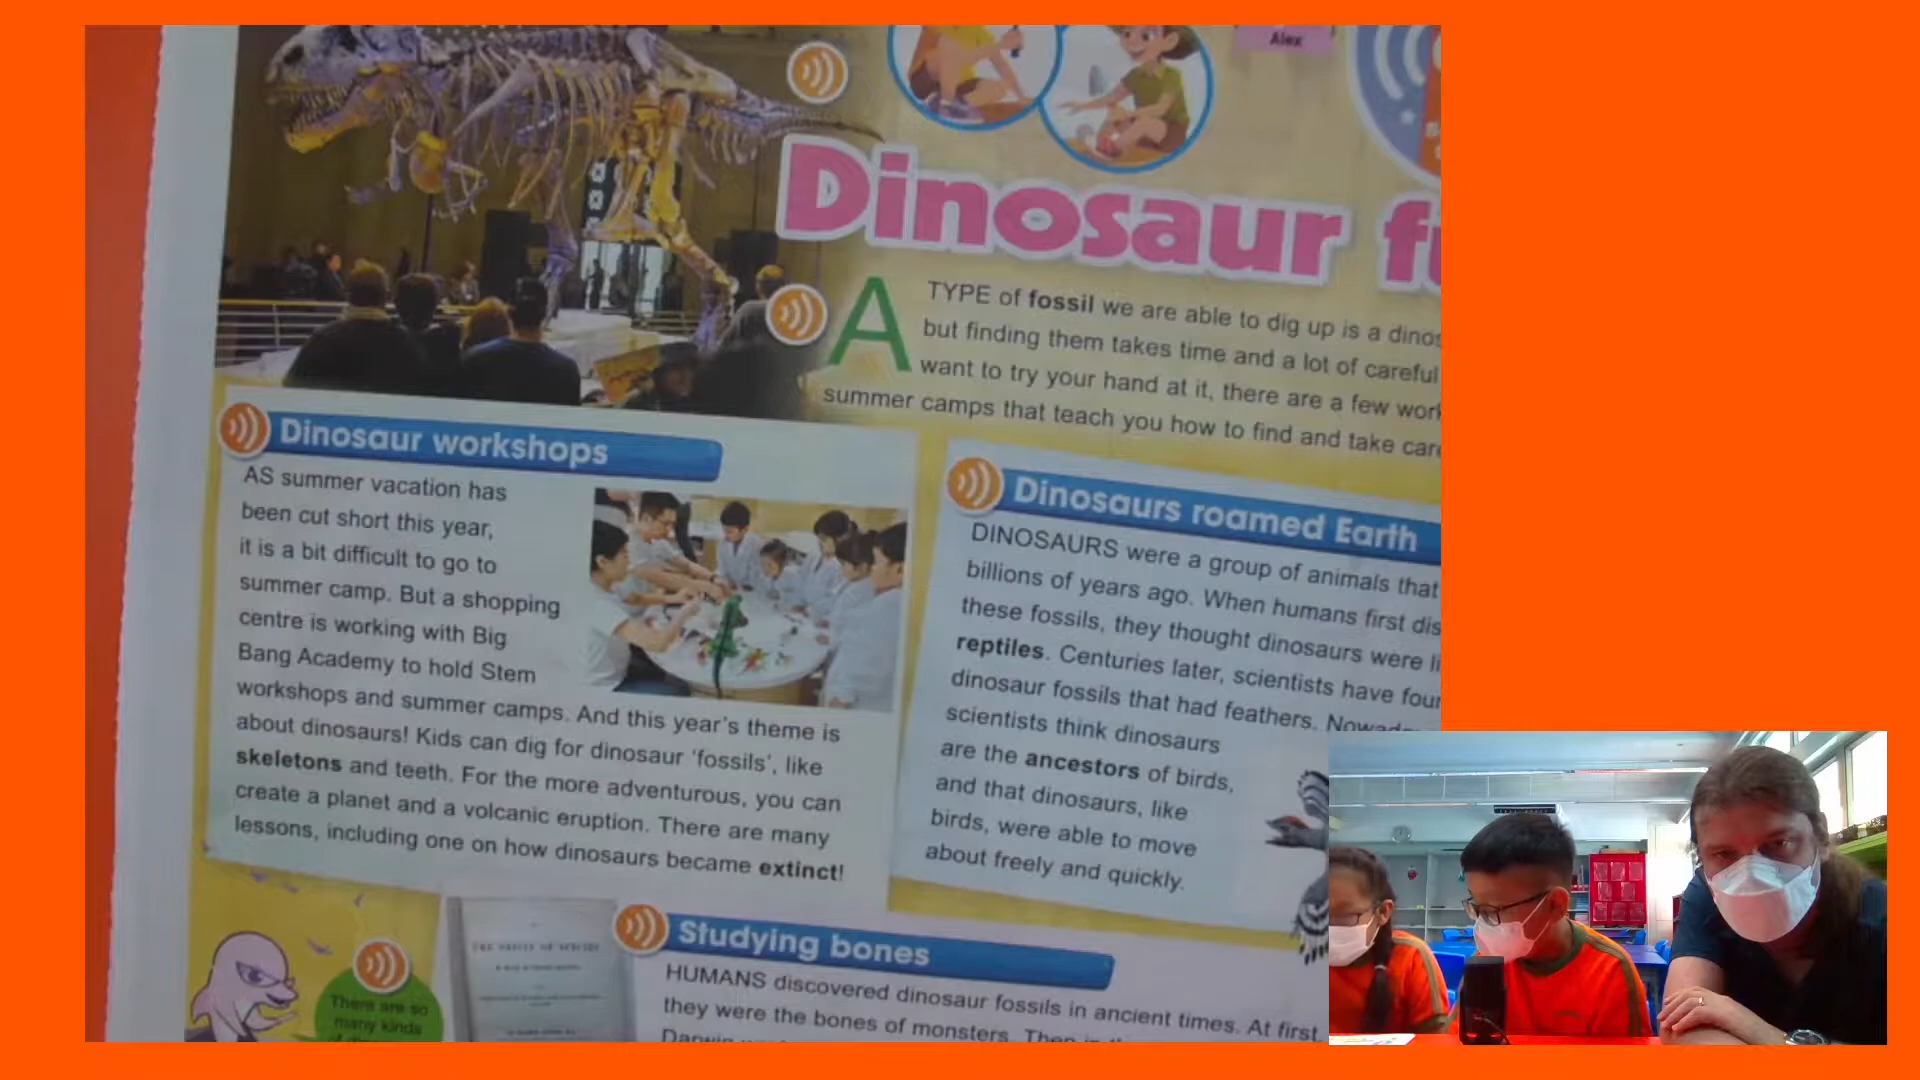 Alex
Dinosaur f
A TYPE of fossil we are able to dig up is a dinos
but finding them takes time and a lot of careful
want to try your hand at it, there are a few work
summer camps that teach you how to find and take care
Dinosaur workshops
AS summer vacation has
been cut short this year,
it is a bit difficult to go to
summer camp. But a shopping
centre is working with Big
Bang Academy to hold Stem
workshops and summer camps. And this year's theme is
about dinosaurs! Kids can dig for dinosaur 'fossils', like
skeletons and teeth. For the more adventurous, you can
create a planet and a volcanic eruption. There are many
lessons, including one on how dinosaurs became extinct!
Dinosaurs roamed Earth
DINOSAURS were a group of animals that
billions of years ago. When humans first dis
these fossils, they thought dinosaurs were li
reptiles. Centuries later, scientists have four
dinosaur fossils that had feathers. Nowad
scientists think dinosaurs
are the ancestors of birds,
and that dinosaurs, like
birds, were able to move
about freely and quickly.
There are so
many kinds
Studying bones
HUMANS discovered dinosaur fossils in ancient times. At first,
they were the bones of monsters. Then
Darwin